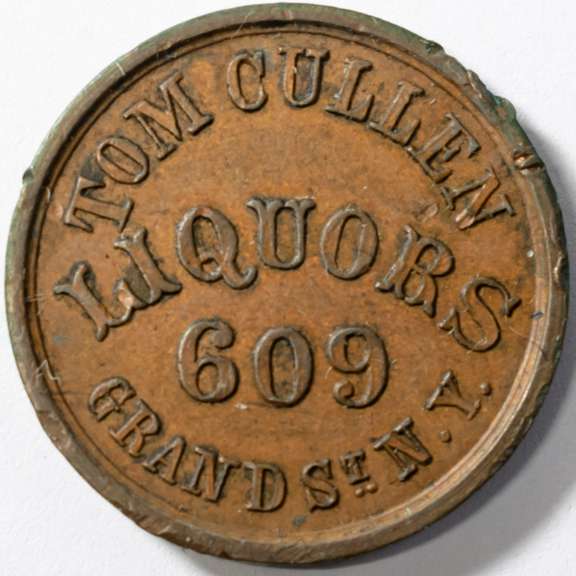 TOM CULLEN
LIQUORS
609
GRAND ST. N.Y.